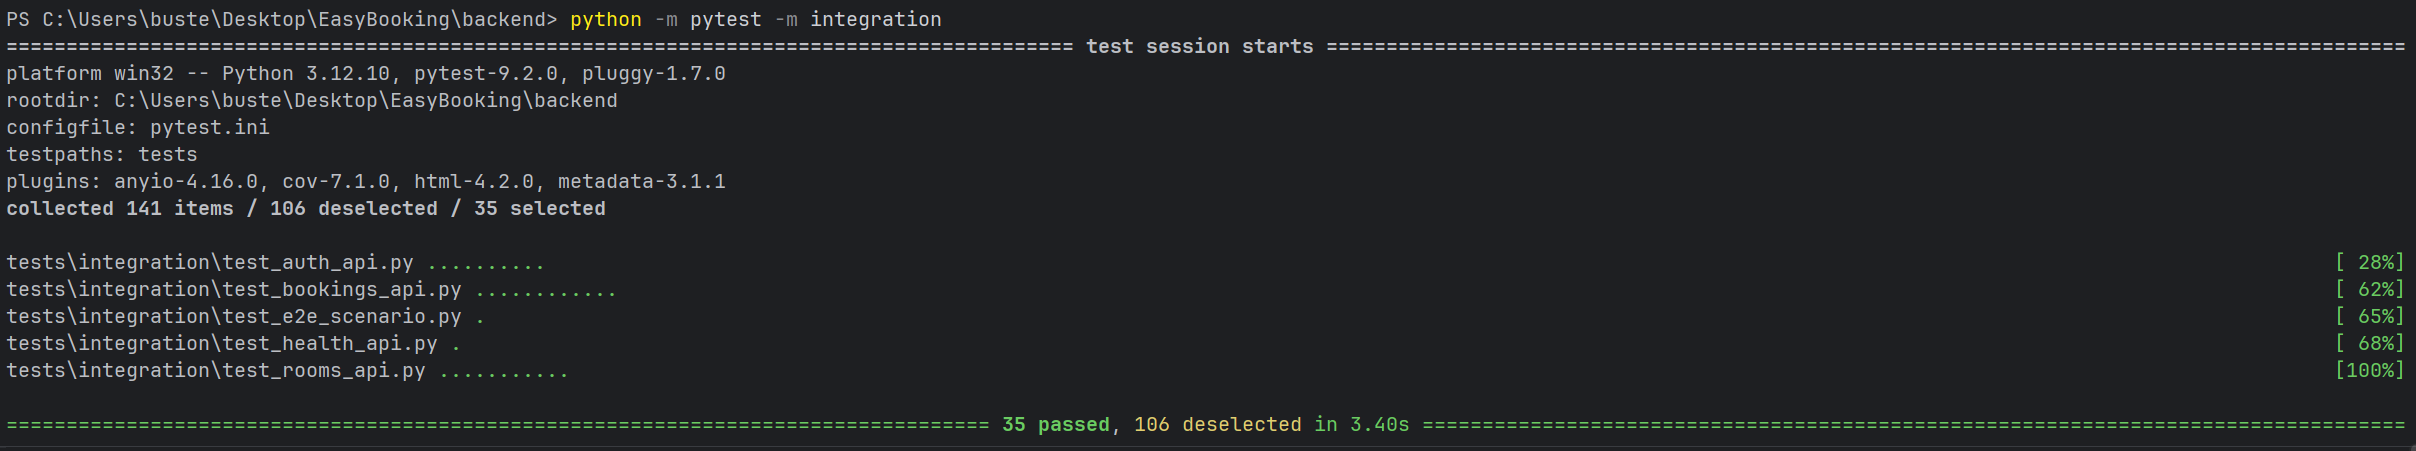 PS C:\Users\buste\Desktop\EasyBooking\backend> python -m pytest -m integration
========================================================================================= test session starts ==========================================================================================
platform win32 -- Python 3.12.10, pytest-9.2.0, pluggy-1.7.0
rootdir: C:\Users\buste\Desktop\EasyBooking\backend
configfile: pytest.ini
testpaths: tests
plugins: anyio-4.16.0, cov-7.1.0, html-4.2.0, metadata-3.1.1
collected 141 items / 106 deselected / 35 selected
tests\integration\test_auth_api.py .......... [ 28%]
tests\integration\test_bookings_api.py ............ [ 62%]
tests\integration\test_e2e_scenario.py . [ 65%]
tests\integration\test_health_api.py . [ 68%]
tests\integration\test_rooms_api.py ........... [100%]
================================================================================== 35 passed, 106 deselected in 3.40s ==================================================================================